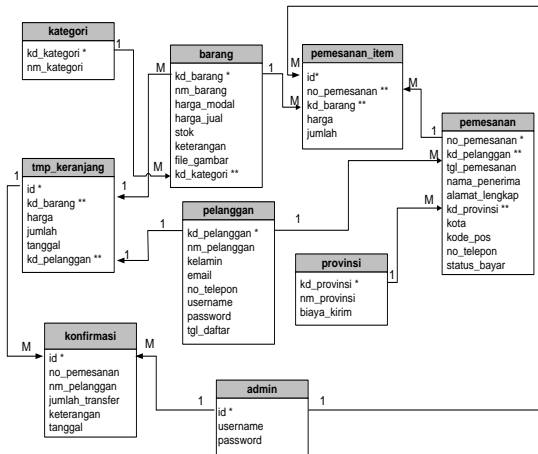 kategori
kd_kategori *
nm_kategori
1
M
barang
kd_barang *
nm_barang
harga_modal
harga_jual
stok
keterangan
file_gambar
kd_kategori **
1
M
pemesanan_item
id*
no_pemesanan **
kd_barang **
harga
jumlah
M
M
1
pemesanan
no_pemesanan *
kd_pelanggan **
tgl_pemesanan
nama_penerima
alamat_lengkap
kd_provinsi **
kota
kode_pos
no_telepon
status_bayar
M
M
1
tmp_keranjang
id *
kd_barang **
harga
jumlah
tanggal
kd_pelanggan **
M
1
1
1
pelanggan
kd_pelanggan *
nm_pelanggan
kelamin
email
no_telepon
username
password
tgl_daftar
1
provinsi
kd_provinsi *
nm_provinsi
biaya_kirim
1
konfirmasi
id *
no_pemesanan
nm_pelanggan
jumlah_transfer
keterangan
tanggal
M
M
1
admin
id *
username
password
1